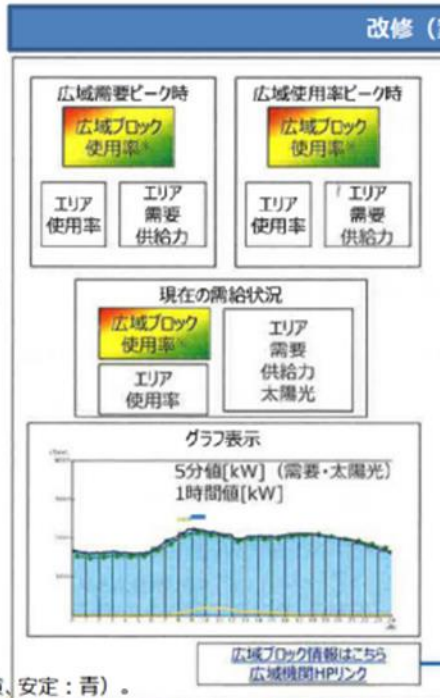 改修（
広域需要ピーク時
広域ブロック
使用率※
エリア
使用率
エリア
需要
供給力
広域使用率ピーク時
広域ブロック
使用率※
エリア
使用率
エリア
需要
供給力
現在の需給状況
広域ブロック
使用率※
エリア
使用率
エリア
需要
供給力
太陽光
グラフ表示
5分値[kW]（需要・太陽光）
1時間値[kW]
広域ブロック情報はこちら
広域機関HPリンク
、安定：青）。